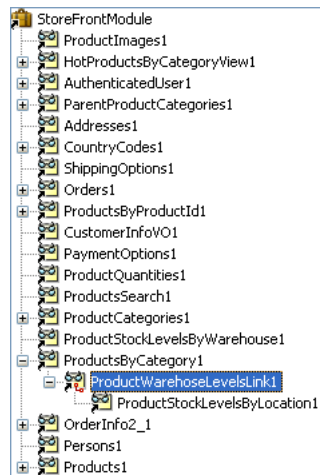 StoreFrontModule
ProductImages1
HotProductsByCategoryView1
AuthenticatedUser1
ParentProductCategories1
Addresses1
CountryCodes1
ShippingOptions1
Orders1
ProductsByProductId1
CustomerInfoVO1
PaymentOptions1
ProductQuantities1
ProductsSearch1
ProductCategories1
ProductStockLevelsByWarehouse1
ProductsByCategory1
ProductWarehoseLevelsLink1
ProductStockLevelsByLocation1
OrderInfo2_1
Persons1
Products1